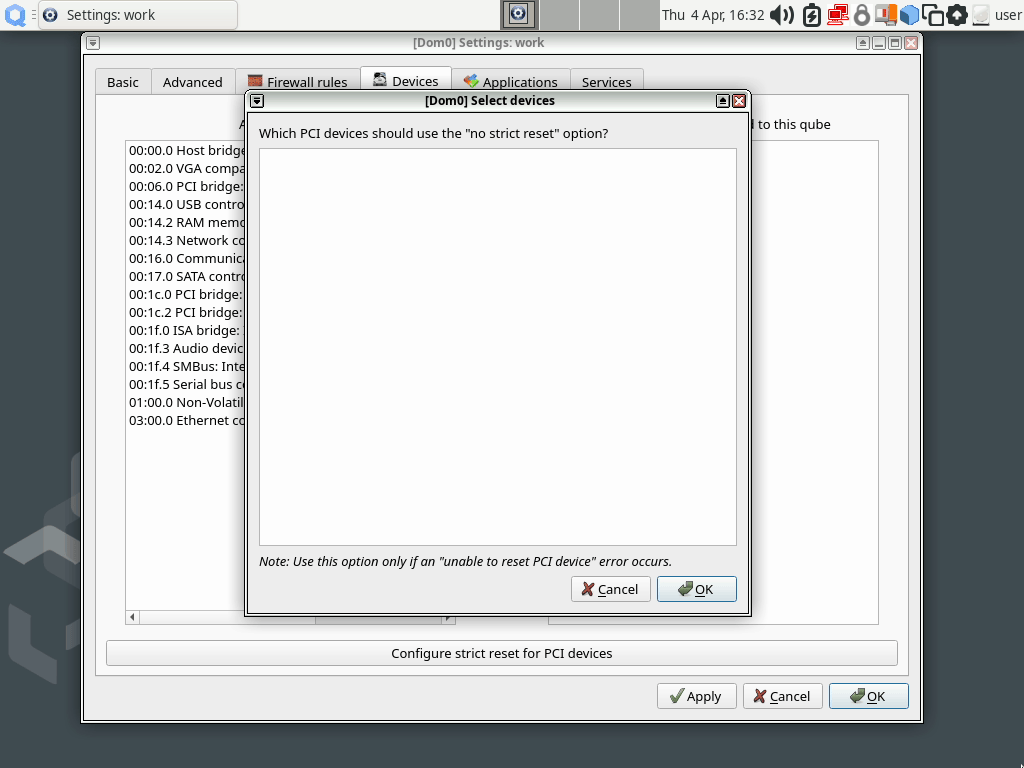 Settings: work
Thu 4 Apr, 16:32
user
[Dom0] Settings: work
Basic
Advanced
Firewall rules
Devices
Applications
Services
[Dom0] Select devices
Which PCI devices should use the "no strict reset" option?
d to this qube
00:00.0 Host bridge
00:02.0 VGA compa
00:06.0 PCI bridge:
00:14.0 USB contro
00:14.2 RAM memo
00:14.3 Network co
00:16.0 Communica
00:17.0 SATA contro
00:1c.0 PCI bridge:
00:1c.2 PCI bridge:
00:1f.0 ISA bridge:
00:1f.3 Audio devic
00:1f.4 SMBus: Inte
00:1f.5 Serial bus co
01:00.0 Non-Volatil
03:00.0 Ethernet co
Note: Use this option only if an "unable to reset PCI device" error occurs.
Cancel
OK
Configure strict reset for PCI devices
Apply
Cancel
OK